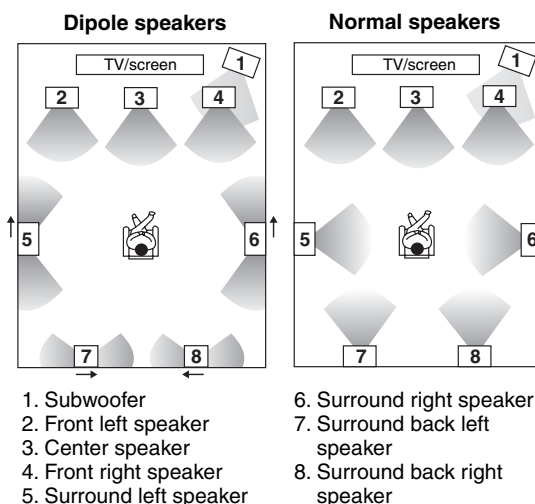 Dipole speakers
TV/screen
1
2
3
4
5
6
7
8
Normal speakers
TV/screen
1
2
3
4
5
6
7
8
1. Subwoofer
2. Front left speaker
3. Center speaker
4. Front right speaker
5. Surround left speaker
6. Surround right speaker
7. Surround back left
speaker
8. Surround back right
speaker